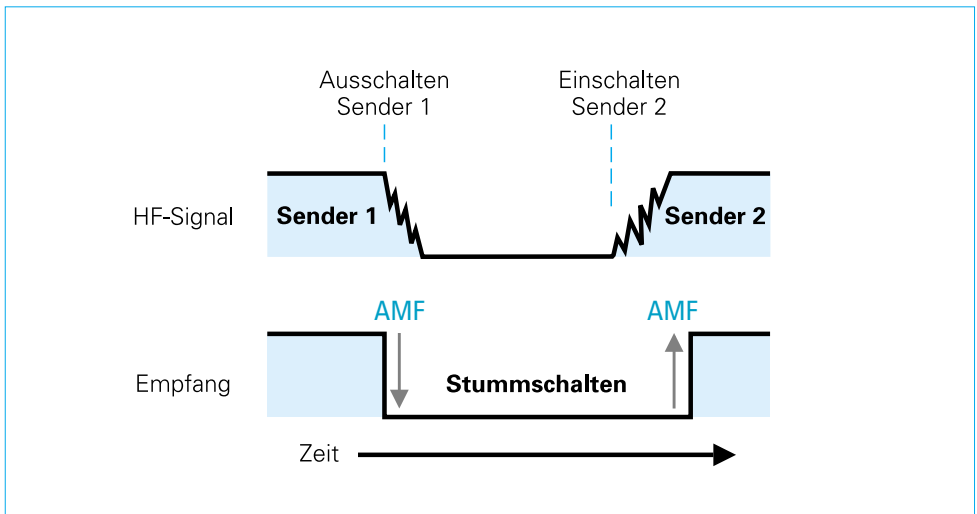 Ausschalten
Sender 1
Einschalten
Sender 2
HF-Signal
Sender 1
Sender 2
AMF
AMF
Empfang
Stummschalten
Zeit